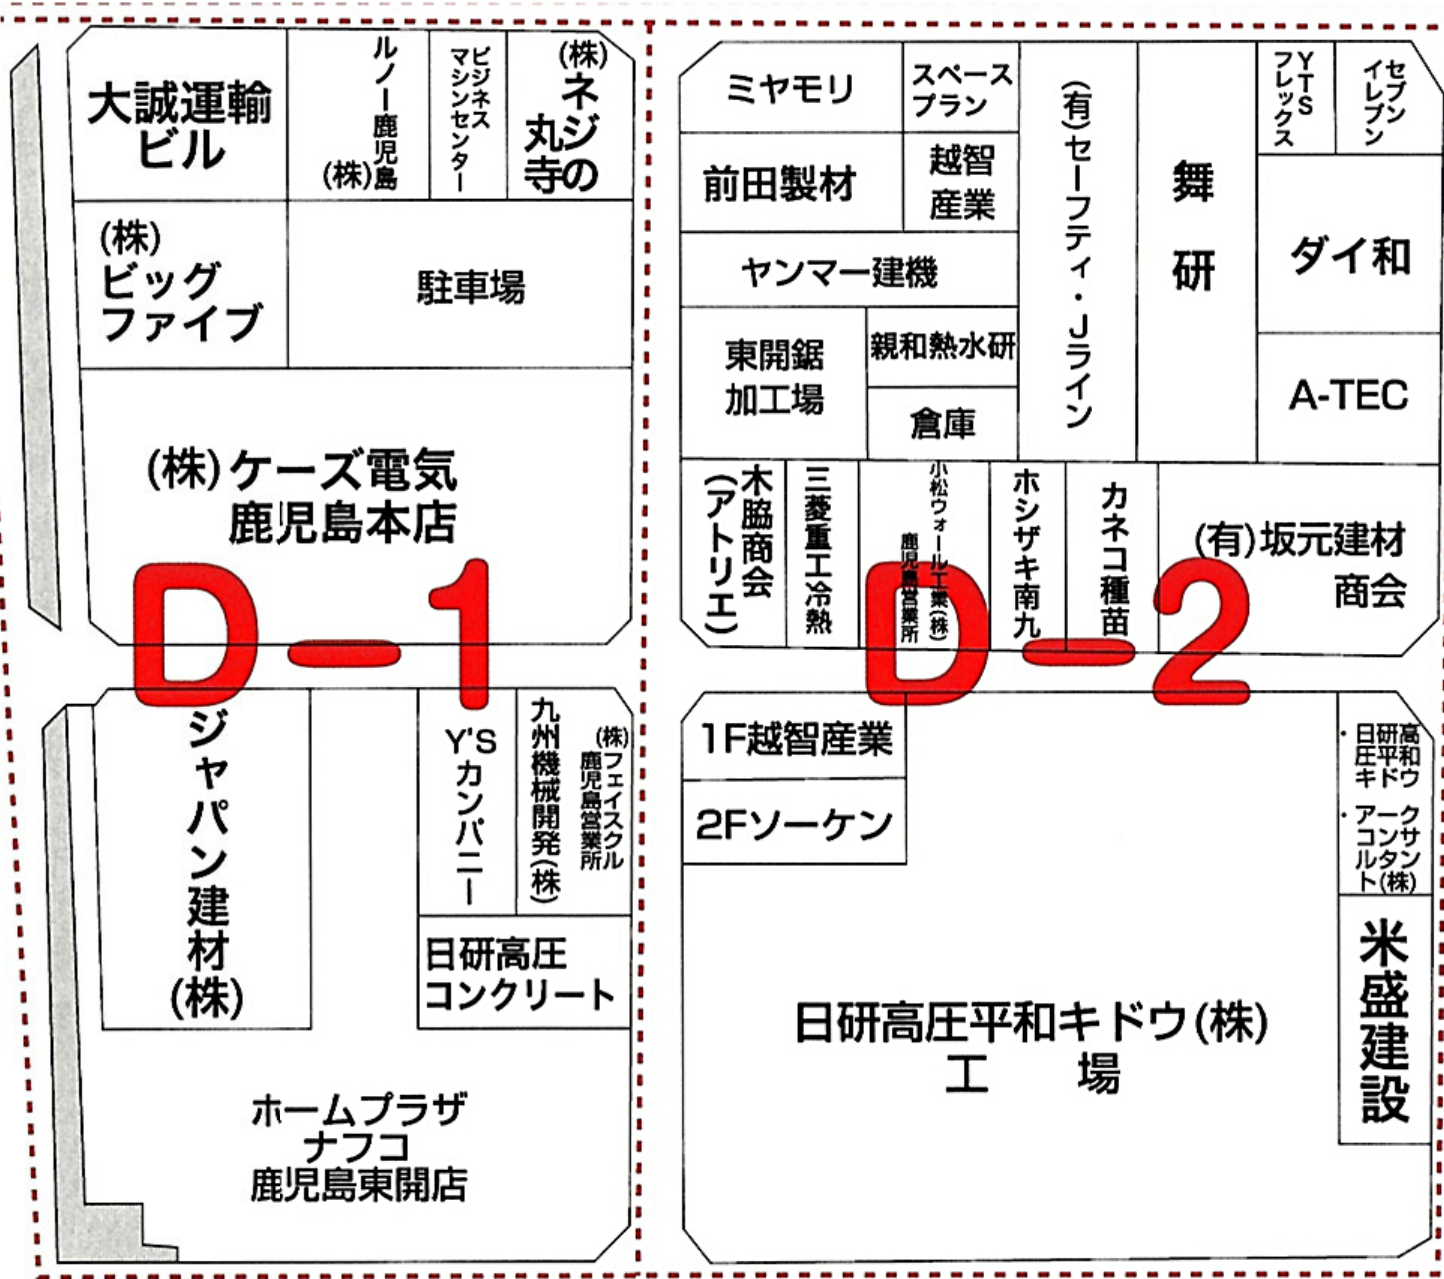 大誠運輸
ビル
ルノー鹿児島
(株)
ビジネス
マシンセンター
(株)
ネジの
丸寺
(株)
ビッグ
ファイブ
駐車場
(株)ケーズ電気
鹿児島本店
D-1
ジャパン建材
(株)
Y'S
カンパニー
九州機械開発(株)
(株)フェイスクル
鹿児島営業所
日研高圧
コンクリート
ホームプラザ
ナフコ
鹿児島東開店
ミヤモリ
スペース
プラン
前田製材
越智
産業
ヤンマー建機
東開鋸
加工場
親和熱水研
倉庫
(有)セーフティ・Jライン
舞研
YTS
フレックス
セブン
イレブン
ダイ和
A-TEC
木脇商会
(アトリエ)
三菱重工冷熱
小松ウォール工業(株)
鹿児島営業所
ホシザキ南九
カネコ種苗
(有)坂元建材
商会
D-2
1F越智産業
2Fソーケン
・日研高
圧平和
キドウ
・アーク
コンサ
ルタン
ト(株)
米盛建設
日研高圧平和キドウ(株)
工 場